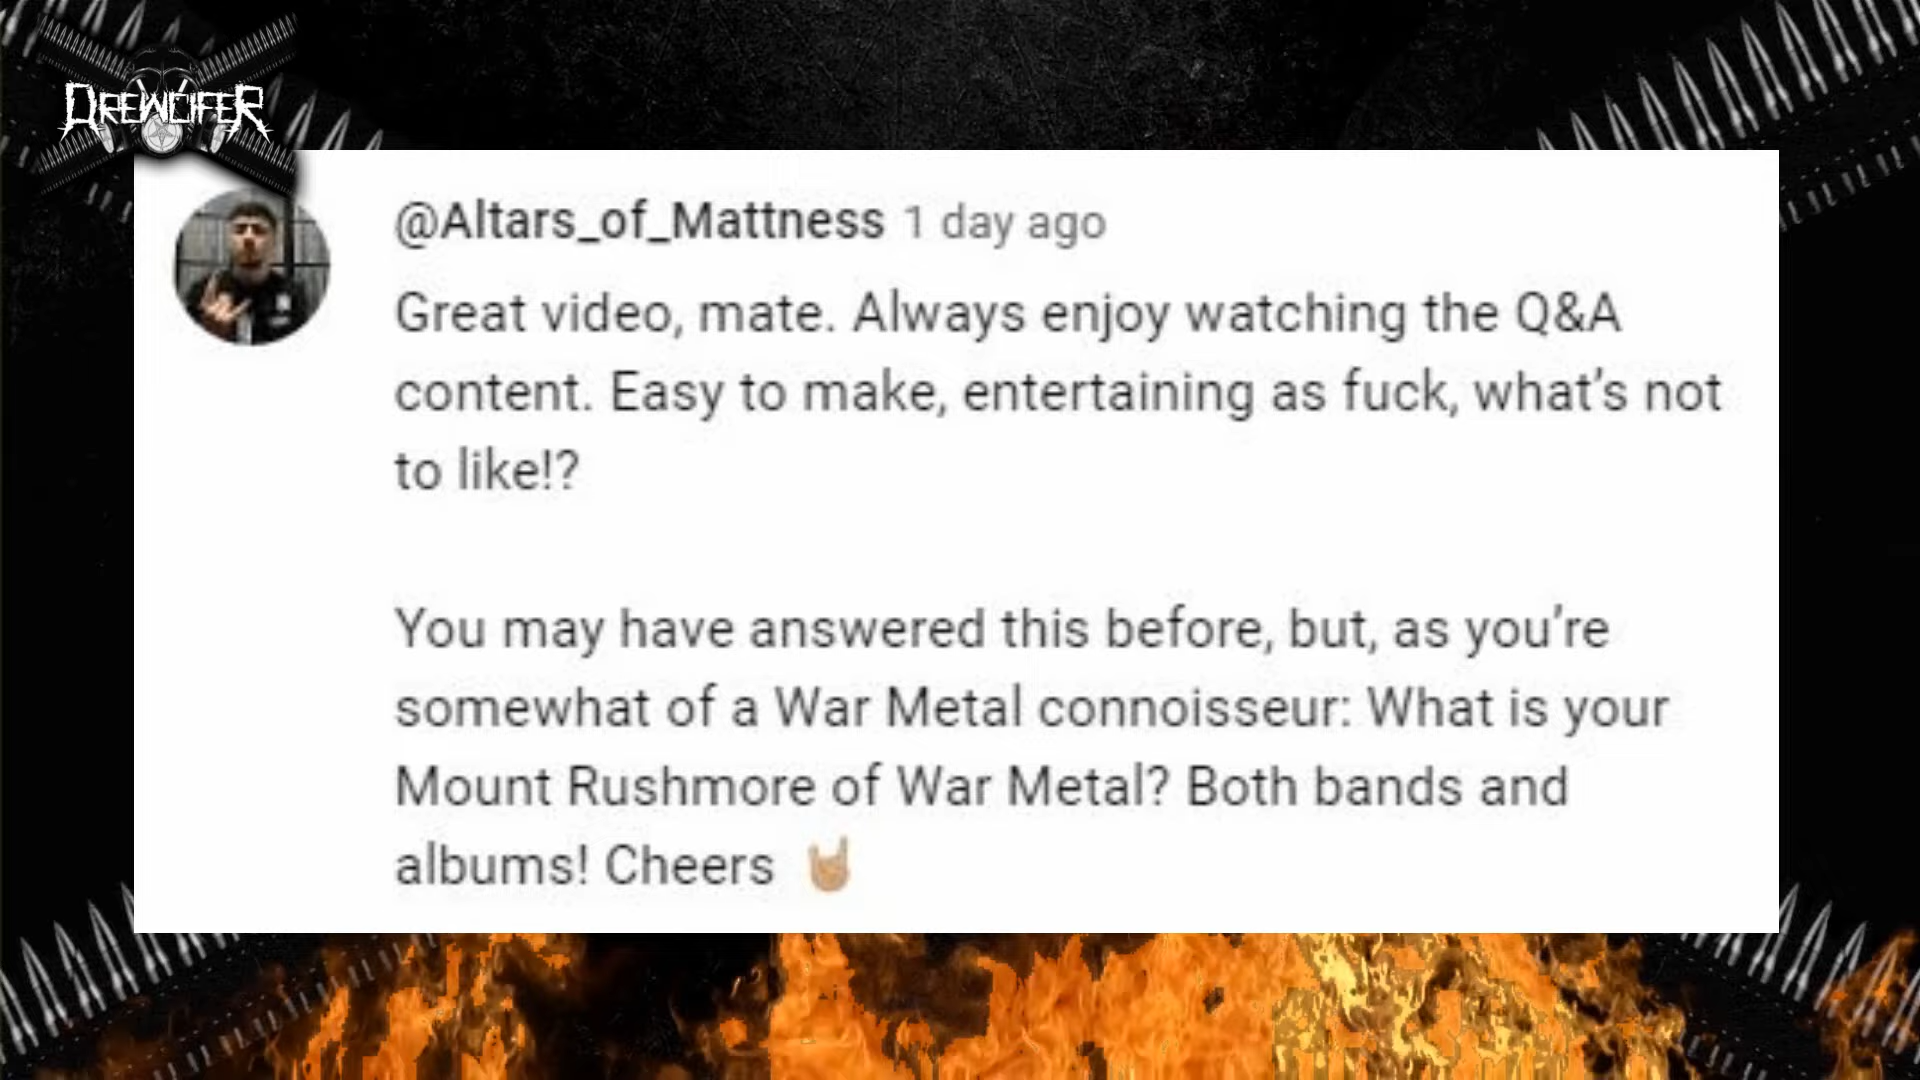 DREWCIFER
@Altars_of_Mattness 1 day ago
Great video, mate. Always enjoy watching the Q&A
content. Easy to make, entertaining as fuck, what’s not
to like!?
You may have answered this before, but, as you’re
somewhat of a War Metal connoisseur: What is your
Mount Rushmore of War Metal? Both bands and
albums! Cheers 🤘🏼